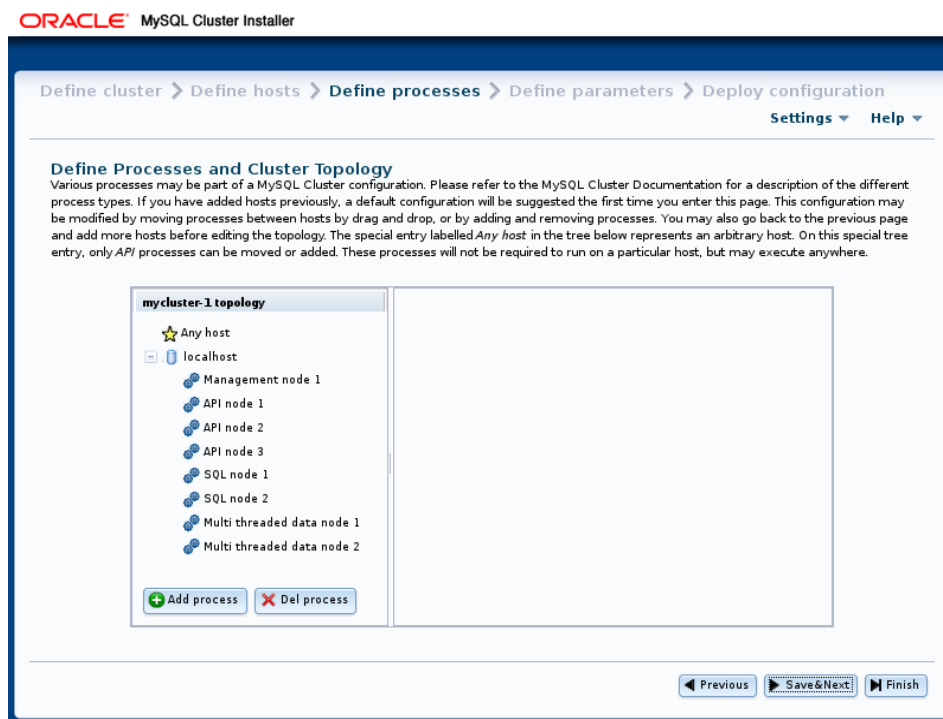 ORACLE® MySQL Cluster Installer
Define cluster > Define hosts > Define processes > Define parameters > Deploy configuration
Settings Help
Define Processes and Cluster Topology
Various processes may be part of a MySQL Cluster configuration. Please refer to the MySQL Cluster Documentation for a description of the different
process types. If you have added hosts previously, a default configuration will be suggested the first time you enter this page. This configuration may
be modified by moving processes between hosts by drag and drop, or by adding and removing processes. You may also go back to the previous page
and add more hosts before editing the topology. The special entry labelled Any host in the tree below represents an arbitrary host. On this special tree
entry, only API processes can be moved or added. These processes will not be required to run on a particular host, but may execute anywhere.
mycluster-1 topology
Any host
localhost
Management node 1
API node 1
API node 2
API node 3
SQL node 1
SQL node 2
Multi threaded data node 1
Multi threaded data node 2
Add process Del process
Previous Save&Next Finish